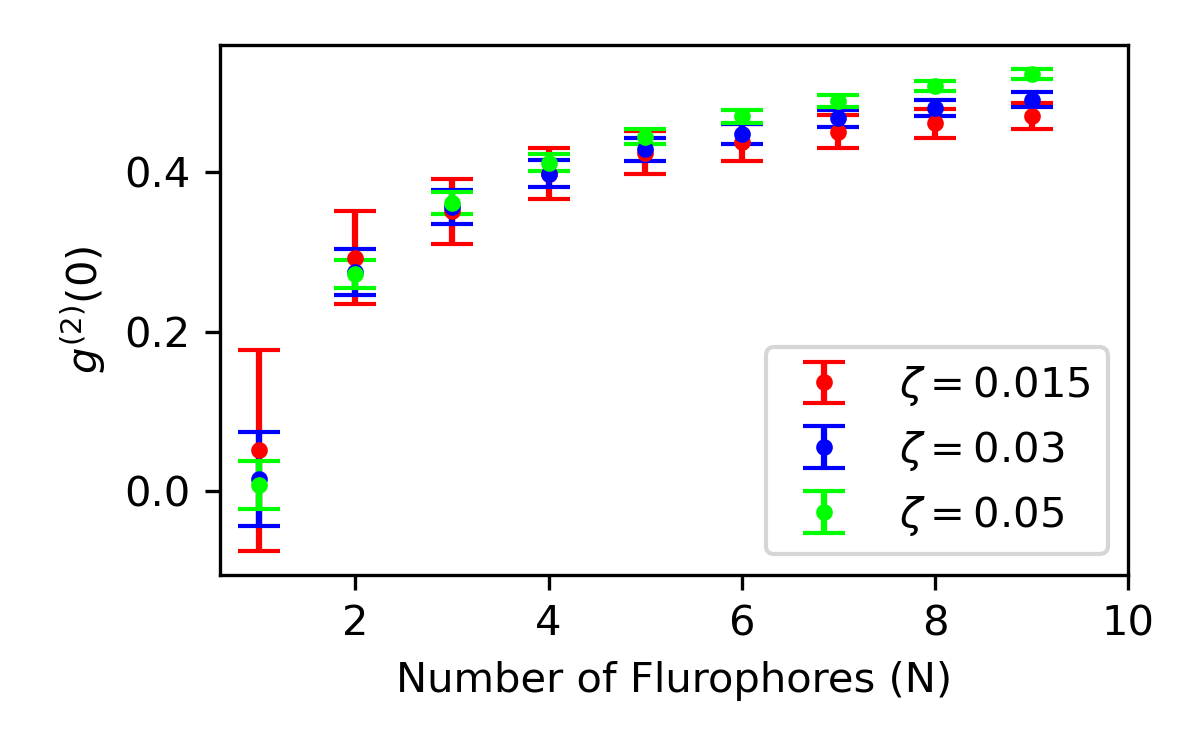 0.4
0.2
0.0
g^{(2)}(0)
2 4 6 8 10
Number of Flurophores (N)
ζ = 0.015
ζ = 0.03
ζ = 0.05